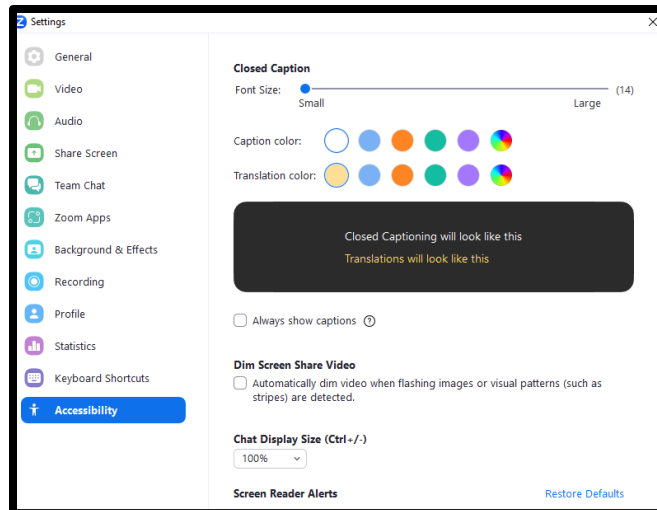 Settings
General
Video
Audio
Share Screen
Team Chat
Zoom Apps
Background & Effects
Recording
Profile
Statistics
Keyboard Shortcuts
Accessibility
Closed Caption
Font Size: (14)
Small Large
Caption color:
Translation color:
Closed Captioning will look like this
Translations will look like this
Always show captions ?
Dim Screen Share Video
Automatically dim video when flashing images or visual patterns (such as
stripes) are detected.
Chat Display Size (Ctrl+/-)
100%
Screen Reader Alerts Restore Defaults